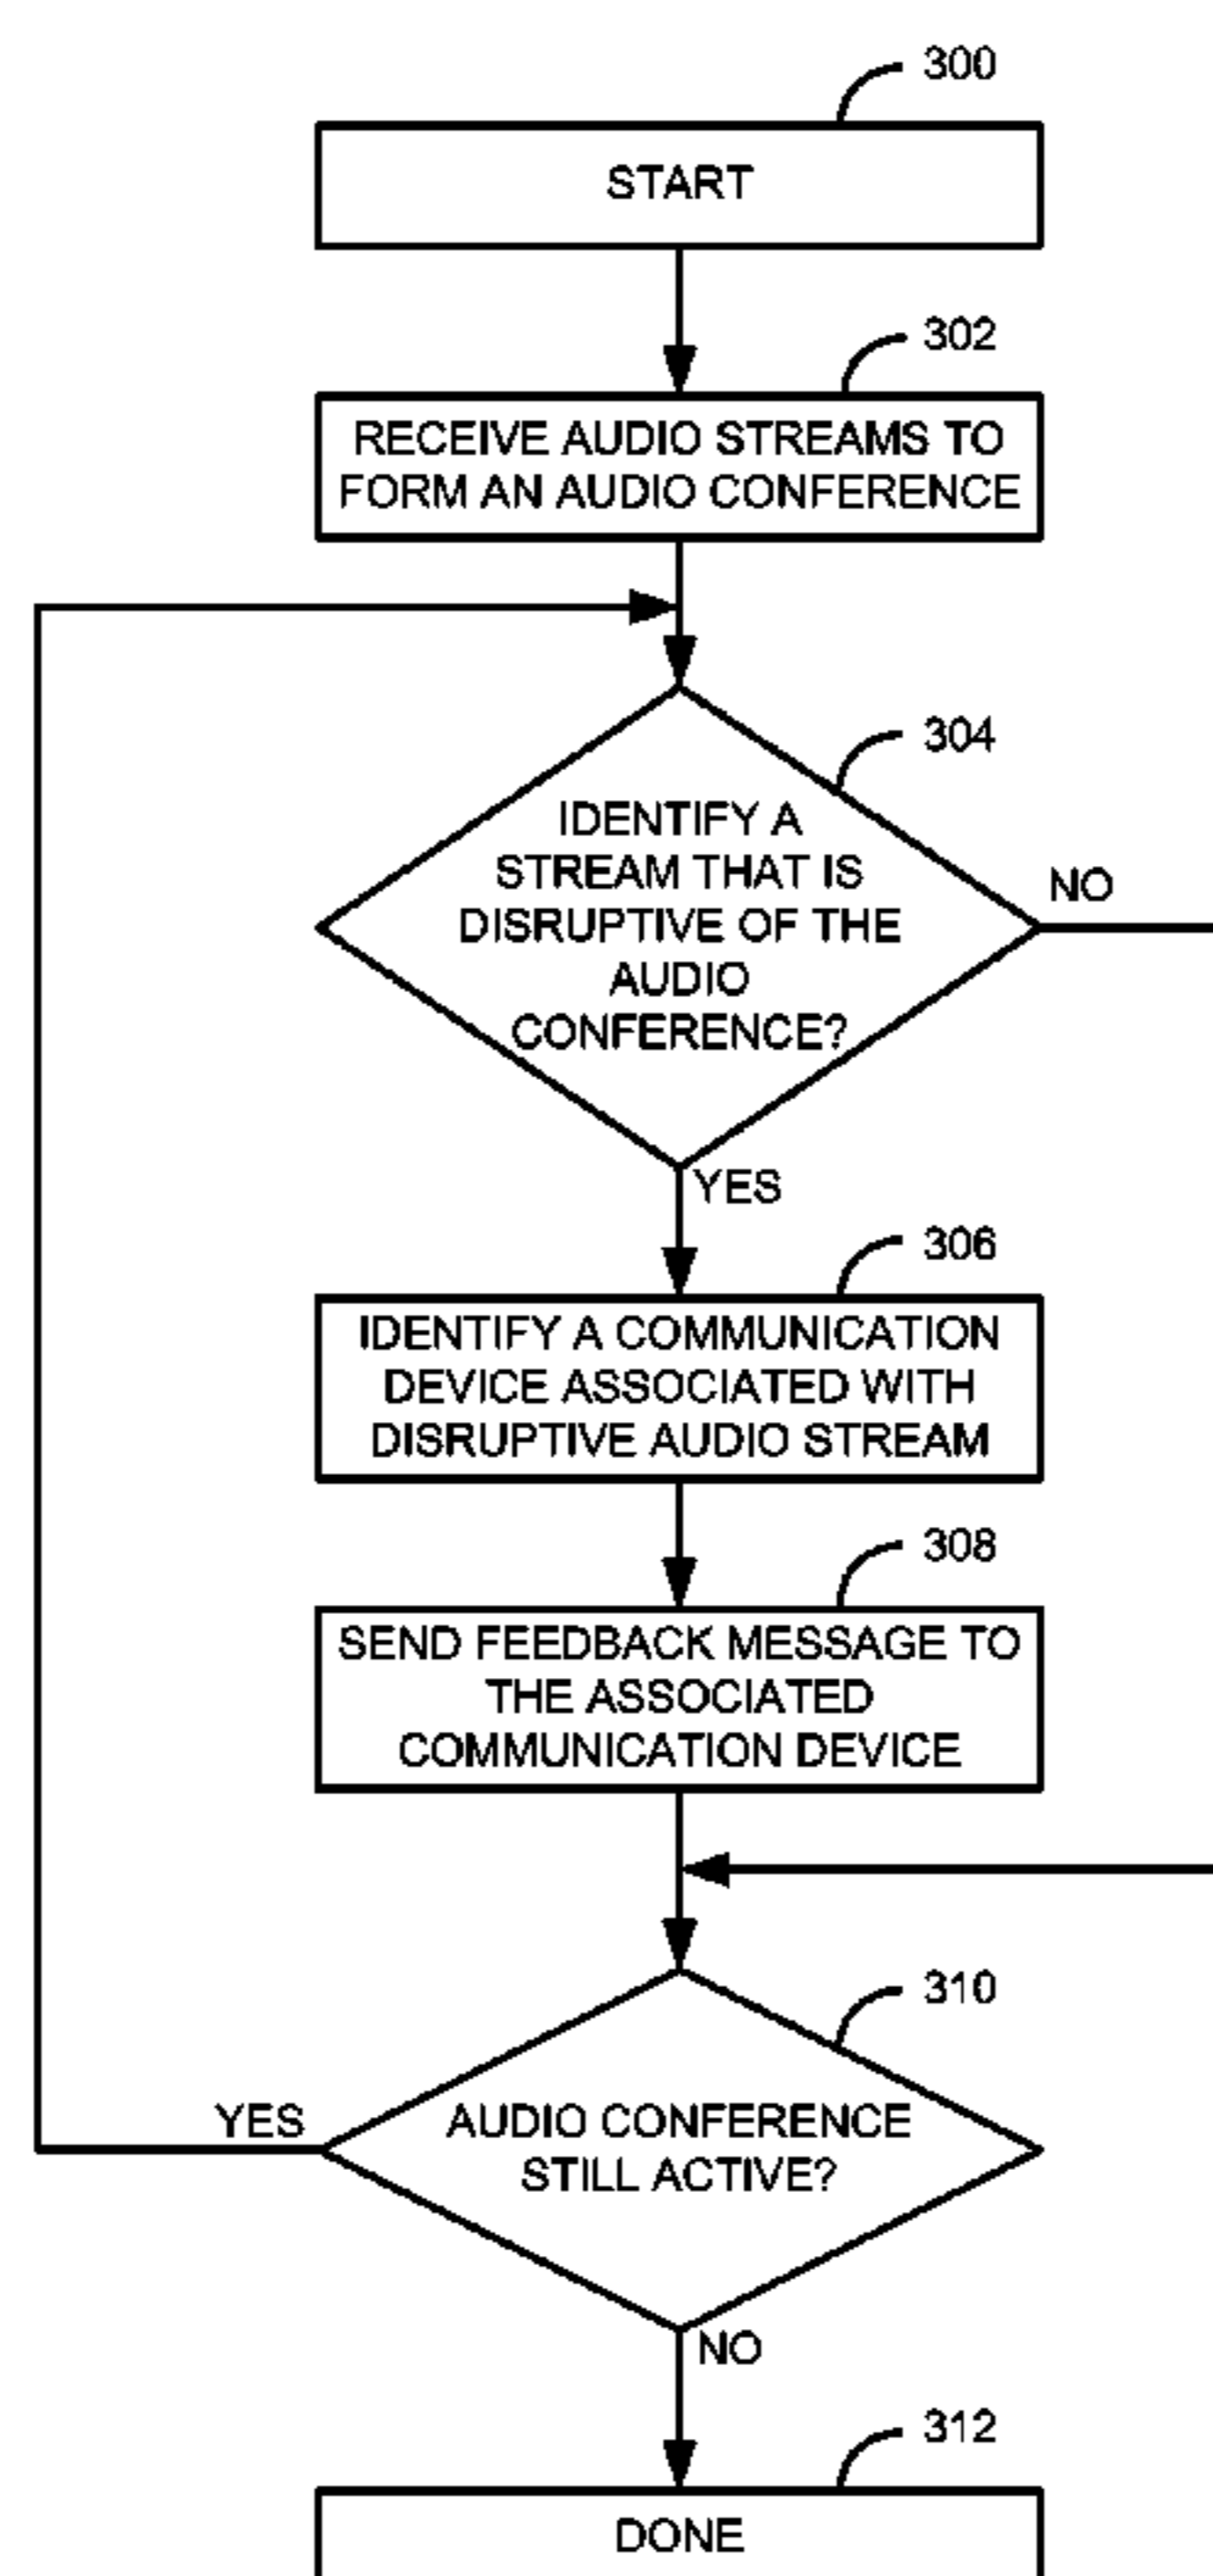 300
START
302
RECEIVE AUDIO STREAMS TO
FORM AN AUDIO CONFERENCE
304
IDENTIFY A
STREAM THAT IS
DISRUPTIVE OF THE
AUDIO
CONFERENCE?
NO
YES
306
IDENTIFY A COMMUNICATION
DEVICE ASSOCIATED WITH
DISRUPTIVE AUDIO STREAM
308
SEND FEEDBACK MESSAGE TO
THE ASSOCIATED
COMMUNICATION DEVICE
310
YES
AUDIO CONFERENCE
STILL ACTIVE?
NO
312
DONE